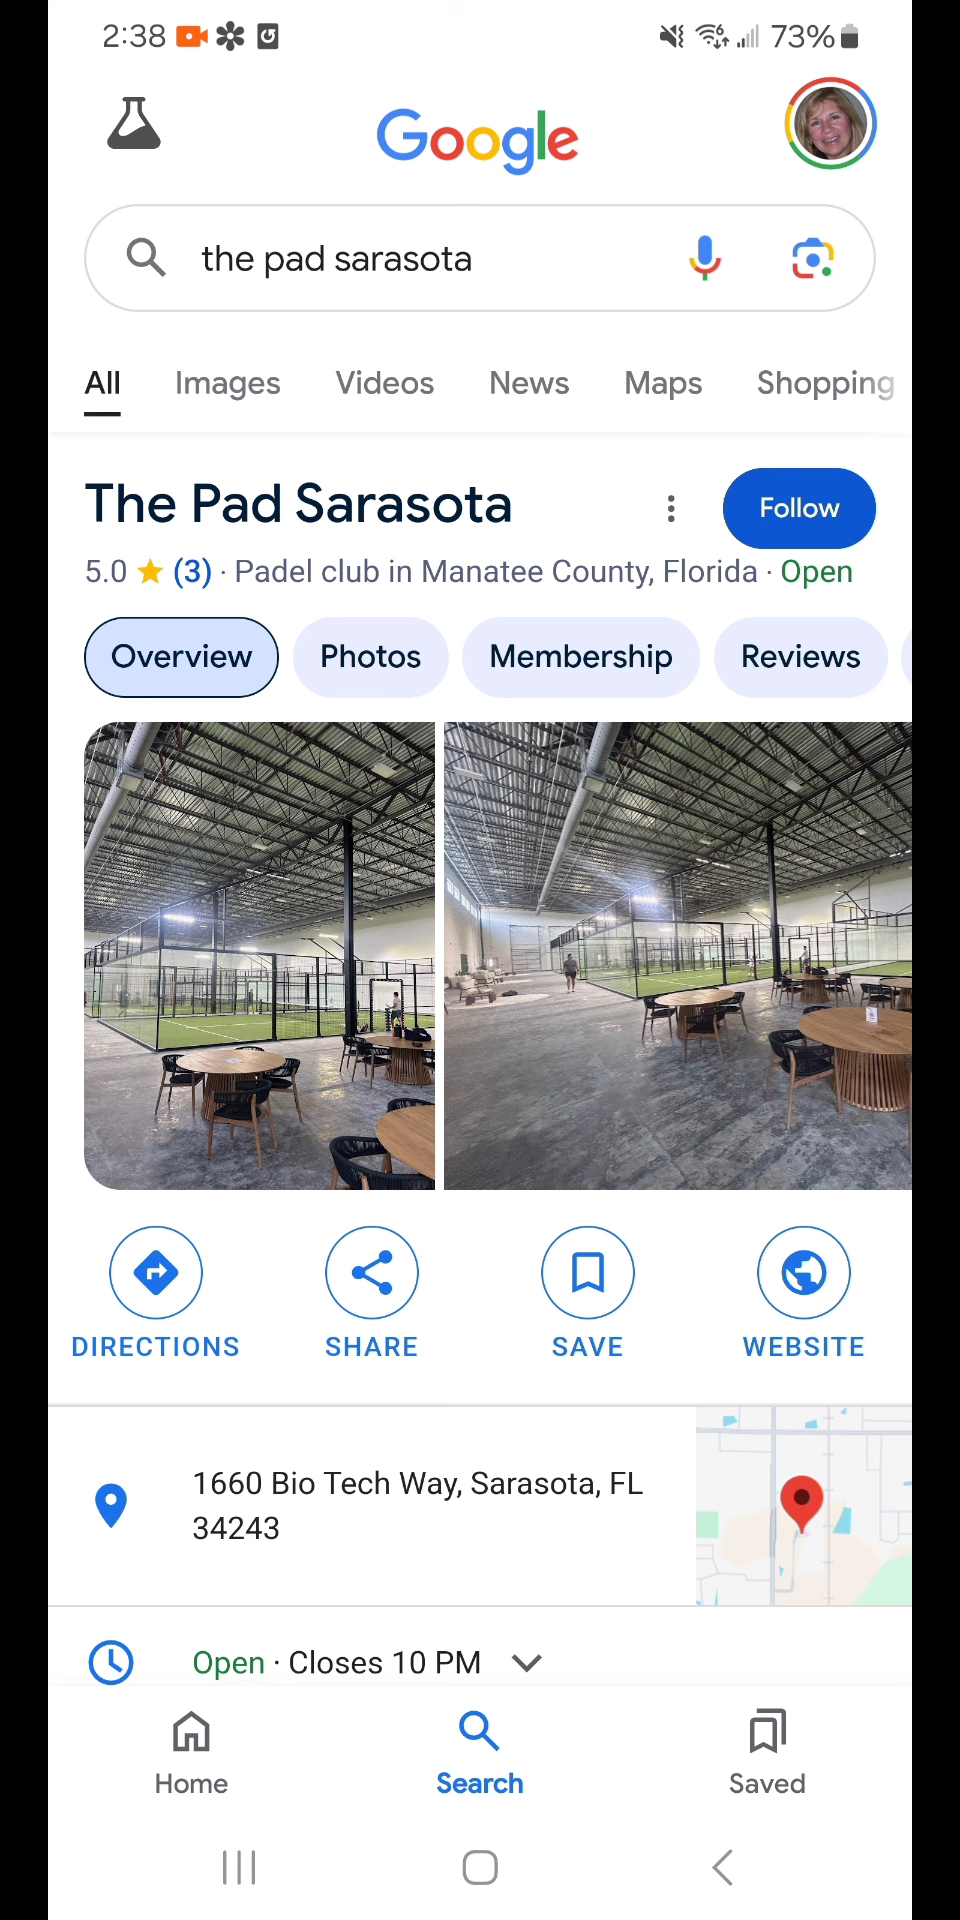 2:38
73%
Google
the pad sarasota
All Images Videos News Maps Shopping
The Pad Sarasota
Follow
5.0 (3) · Padel club in Manatee County, Florida · Open
Overview Photos Membership Reviews
DIRECTIONS SHARE SAVE WEBSITE
1660 Bio Tech Way, Sarasota, FL
34243
Open · Closes 10 PM
Home Search Saved